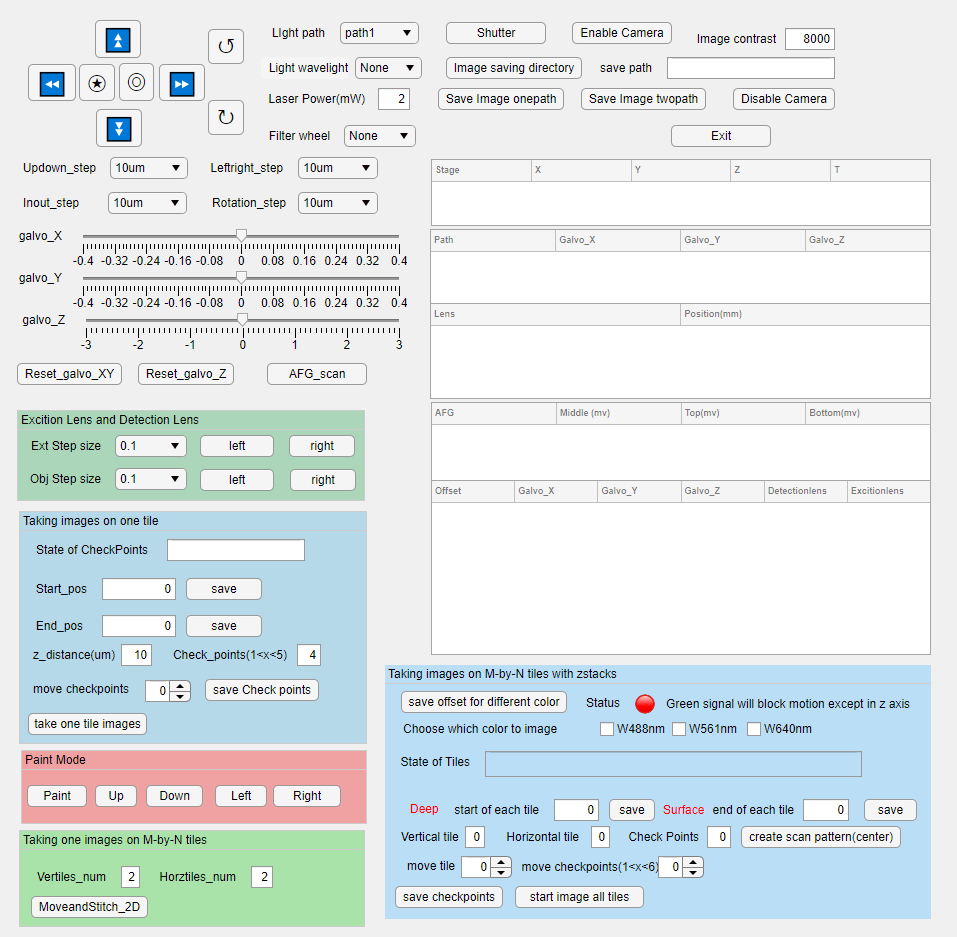 LIght path path1 Shutter Enable Camera Image contrast 8000
Light wavelight None Image saving directory save path
Laser Power(mW) 2 Save Image onepath Save Image twopath Disable Camera
Filter wheel None Exit
Updown_step 10um Leftright_step 10um
Inout_step 10um Rotation_step 10um
galvo_X
-0.4 -0.32 -0.24 -0.16 -0.08 0 0.08 0.16 0.24 0.32 0.4
galvo_Y
-0.4 -0.32 -0.24 -0.16 -0.08 0 0.08 0.16 0.24 0.32 0.4
galvo_Z
-3 -2 -1 0 1 2 3
Reset_galvo_XY Reset_galvo_Z AFG_scan
Stage X Y Z T
Path Galvo_X Galvo_Y Galvo_Z
Lens Position(mm)
AFG Middle (mv) Top(mv) Bottom(mv)
Offset Galvo_X Galvo_Y Galvo_Z Detectionlens Excitionlens
Excition Lens and Detection Lens
Ext Step size 0.1 left right
Obj Step size 0.1 left right
Taking images on one tile
State of CheckPoints
Start_pos 0 save
End_pos 0 save
z_distance(um) 10 Check_points(1<x<5) 4
move checkpoints 0 save Check points
take one tile images
Paint Mode
Paint Up Down Left Right
Taking one images on M-by-N tiles
Vertiles_num 2 Horztiles_num 2
MoveandStitch_2D
Taking images on M-by-N tiles with zstacks
save offset for different color Status Green signal will block motion except in z axis
Choose which color to image W488nm W561nm W640nm
State of Tiles
Deep start of each tile 0 save Surface end of each tile 0 save
Vertical tile 0 Horizontal tile 0 Check Points 0 create scan pattern(center)
move tile 0 move checkpoints(1<x<6) 0
save checkpoints start image all tiles